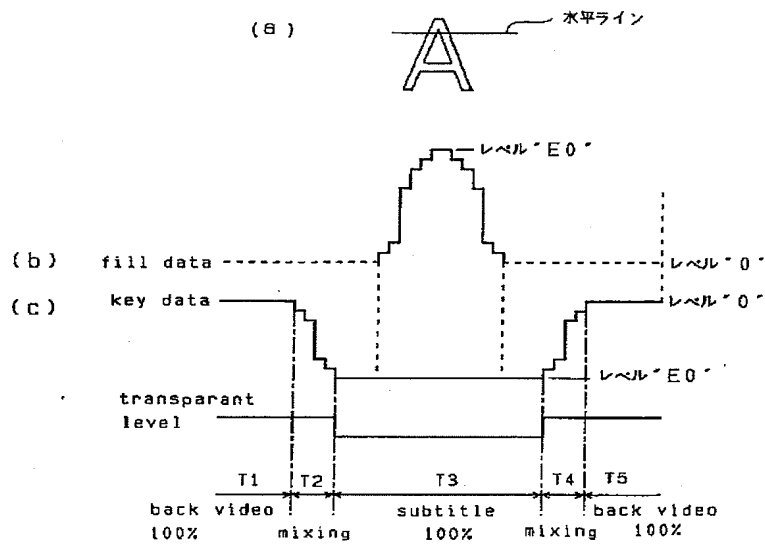 (a)
水平ライン
A
レベル"E0"
(b) fill data
レベル"0"
(c) key data
レベル"0"
レベル"E0"
transparant
level
T1 T2 T3 T4 T5
back video mixing subtitle mixing back video
100% 100% 100%